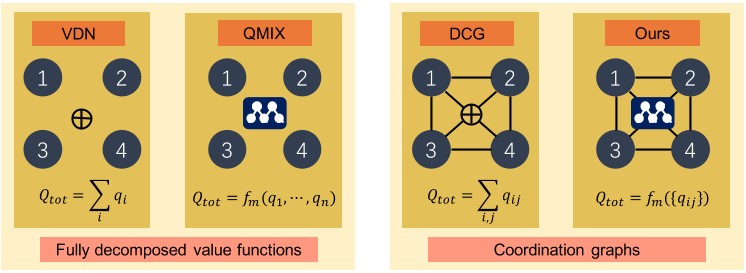 VDN
1 2
3 4
Q_tot = ∑_i q_i
QMIX
1 2
3 4
Q_tot = f_m(q_1, ⋯, q_n)
Fully decomposed value functions
DCG
1 2
3 4
Q_tot = ∑_{i,j} q_ij
Ours
1 2
3 4
Q_tot = f_m({q_ij})
Coordination graphs